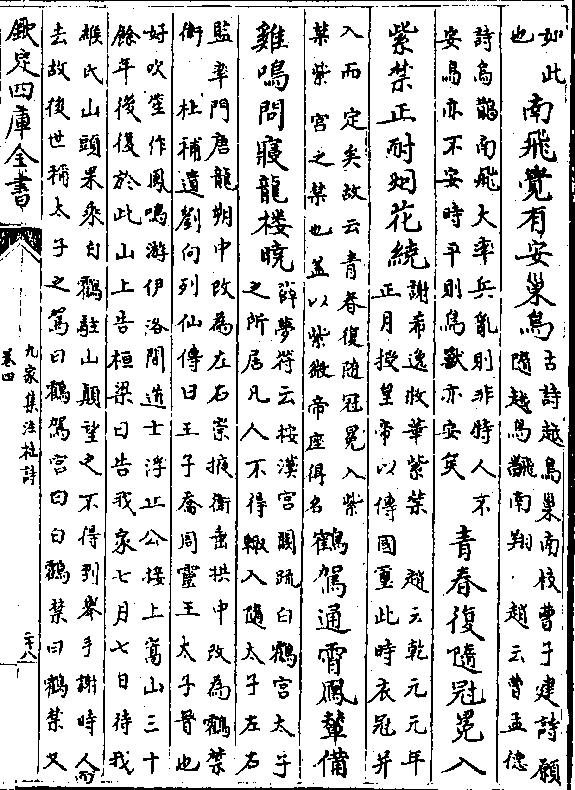 如此
也
南飛覺有安巢鳥
古詩越鳥巢南枝曹子建詩願
隨越鳥翻南翔 趙云曹孟德
詩烏鵲南飛大率兵亂則非特人不
安鳥亦不安時平則鳥獸亦安矣
青春復隨冠冕入
紫禁正耐烟花繞
謝希逸收華紫禁 趙云乾元元年
正月授皇帝以傳國璽此時衣冠并
入而定矣故云青春復隨冠冕入紫
禁紫宮之禁也蓋以紫微帝座得名
鶴駕通霄鳳輦備
雞鳴問寢龍楼曉
薛夢符云按漢宮闕疏白鶴宮太子
之所居凡人不得輙入隨太子左右
監率門唐龍朔中改為左右崇掖衛垂拱中改為鶴禁
衛 杜補遺劉向列仙傳曰王子喬周靈王太子晉也
好吹笙作鳳鳴游伊洛間道士浮丘公接上嵩山三十
餘年後後於此山上告桓梁曰告我家七月七日待我
緱氏山頭果乘白鶴駐山顛望之不得到舉手謝時人而
去故後世稱太子之駕曰鶴駕宮曰白鶴禁曰鶴禁又
欽定四庫全書
九家集注杜詩
卷四
二十八